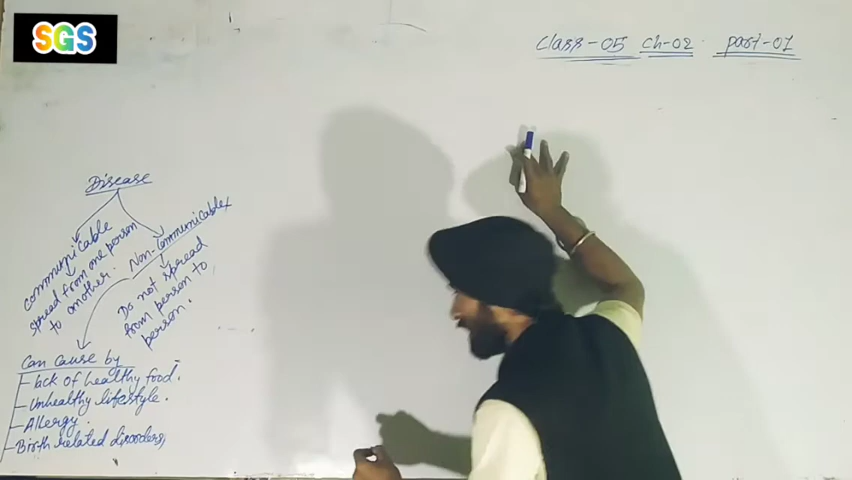 SGS
Class-05 Ch-02 part-01
Disease
Communicable
spread from one person
to another.
Non-Communicable
Do not spread
from person to
person.
Can cause by
- lack of healthy food.
- Unhealthy lifestyle.
- Allergy.
- Birth related disorders,